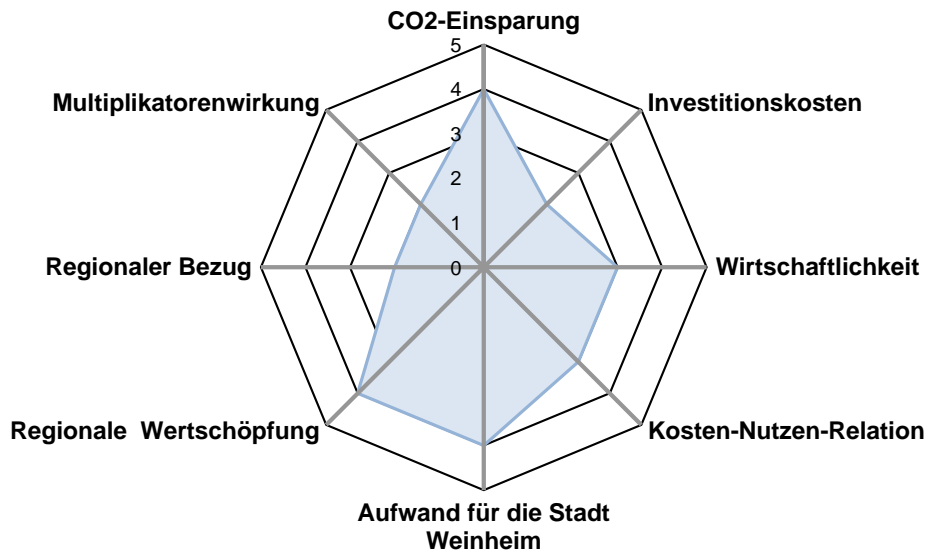 CO2-Einsparung
5
4
3
2
1
0
Multiplikatorenwirkung
Investitionskosten
Regionaler Bezug
Wirtschaftlichkeit
Regionale  Wertschöpfung
Kosten-Nutzen-Relation
Aufwand für die Stadt
Weinheim